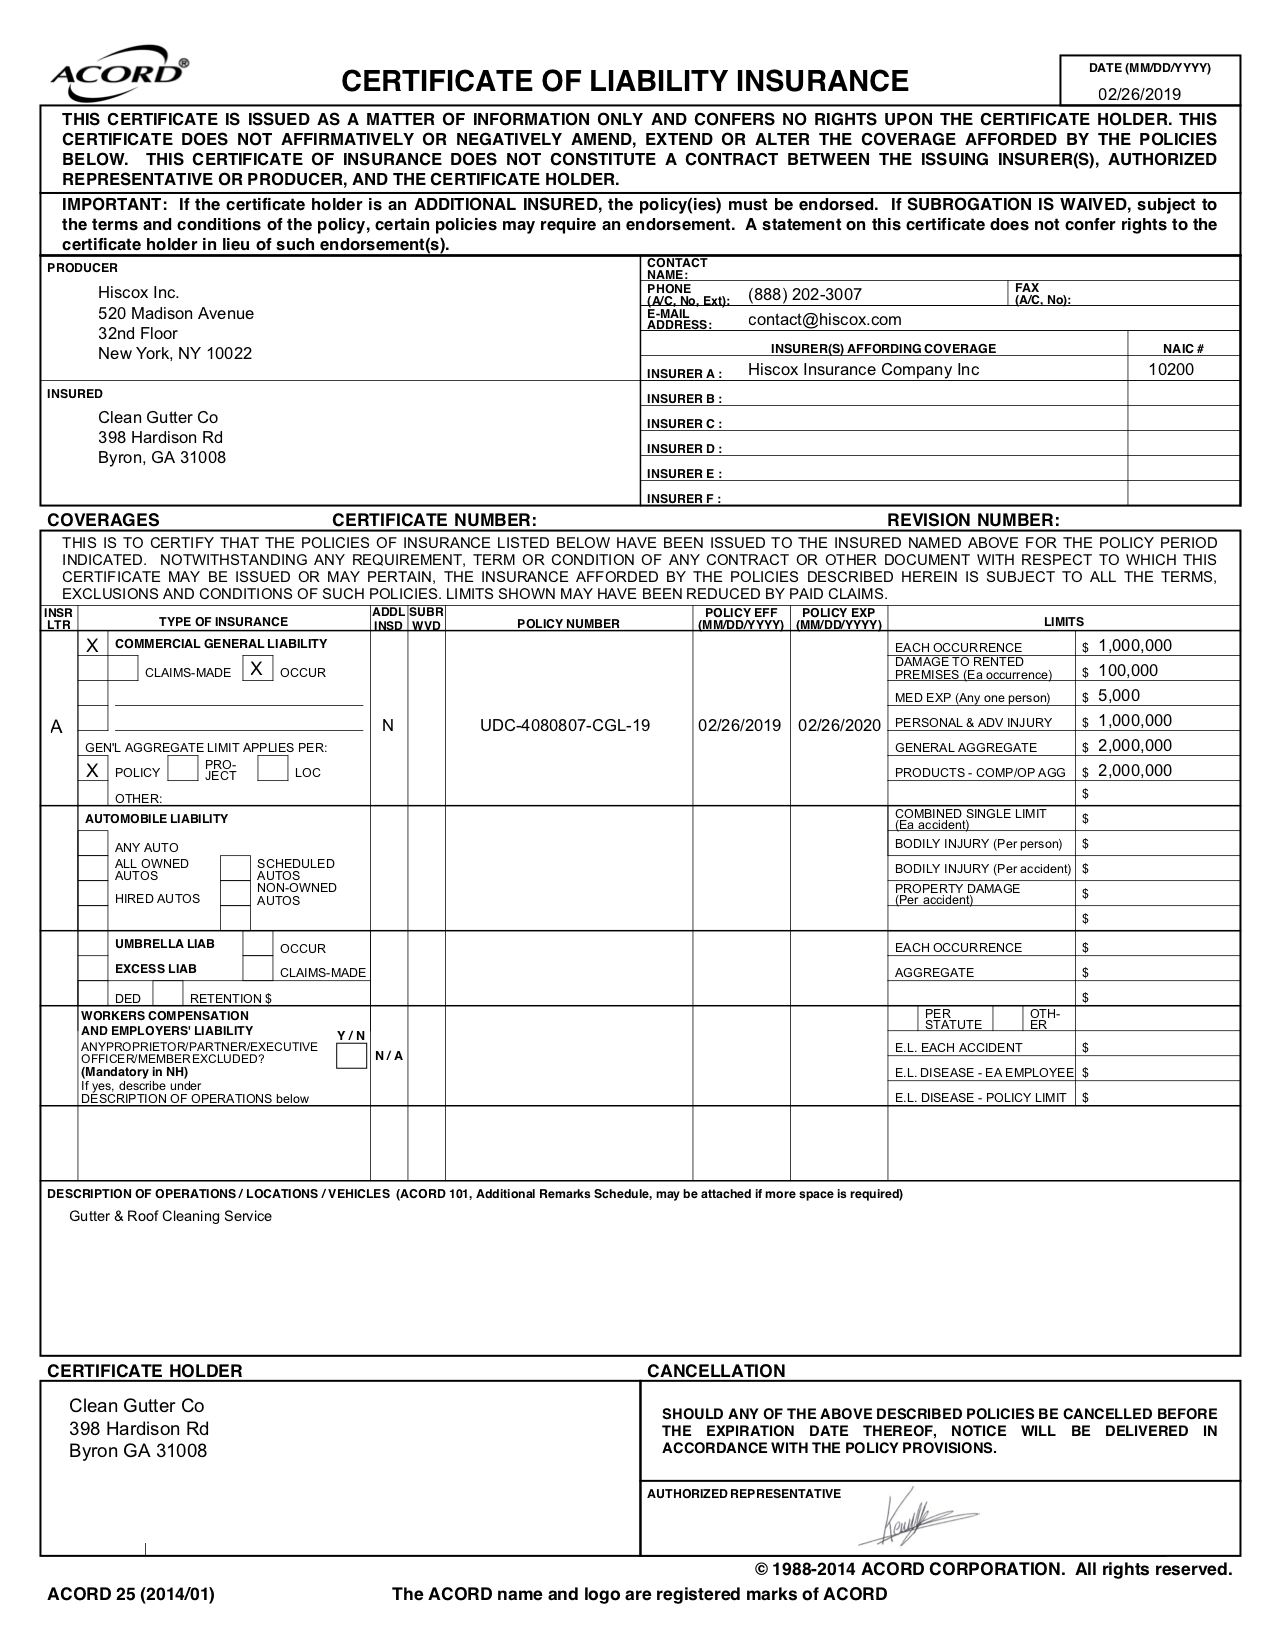 ACORD®
CERTIFICATE OF LIABILITY INSURANCE
DATE (MM/DD/YYYY)
02/26/2019
THIS CERTIFICATE IS ISSUED AS A MATTER OF INFORMATION ONLY AND CONFERS NO RIGHTS UPON THE CERTIFICATE HOLDER. THIS
CERTIFICATE DOES NOT AFFIRMATIVELY OR NEGATIVELY AMEND, EXTEND OR ALTER THE COVERAGE AFFORDED BY THE POLICIES
BELOW. THIS CERTIFICATE OF INSURANCE DOES NOT CONSTITUTE A CONTRACT BETWEEN THE ISSUING INSURER(S), AUTHORIZED
REPRESENTATIVE OR PRODUCER, AND THE CERTIFICATE HOLDER.
IMPORTANT: If the certificate holder is an ADDITIONAL INSURED, the policy(ies) must be endorsed. If SUBROGATION IS WAIVED, subject to
the terms and conditions of the policy, certain policies may require an endorsement. A statement on this certificate does not confer rights to the
certificate holder in lieu of such endorsement(s).
PRODUCER
Hiscox Inc.
520 Madison Avenue
32nd Floor
New York, NY 10022
CONTACT
NAME:
PHONE
(A/C, No, Ext): (888) 202-3007
FAX
(A/C, No):
E-MAIL
ADDRESS: contact@hiscox.com
INSURER(S) AFFORDING COVERAGE NAIC #
INSURER A : Hiscox Insurance Company Inc 10200
INSURED
Clean Gutter Co
398 Hardison Rd
Byron, GA 31008
INSURER B :
INSURER C :
INSURER D :
INSURER E :
INSURER F :
COVERAGES CERTIFICATE NUMBER: REVISION NUMBER:
THIS IS TO CERTIFY THAT THE POLICIES OF INSURANCE LISTED BELOW HAVE BEEN ISSUED TO THE INSURED NAMED ABOVE FOR THE POLICY PERIOD
INDICATED. NOTWITHSTANDING ANY REQUIREMENT, TERM OR CONDITION OF ANY CONTRACT OR OTHER DOCUMENT WITH RESPECT TO WHICH THIS
CERTIFICATE MAY BE ISSUED OR MAY PERTAIN, THE INSURANCE AFFORDED BY THE POLICIES DESCRIBED HEREIN IS SUBJECT TO ALL THE TERMS,
EXCLUSIONS AND CONDITIONS OF SUCH POLICIES. LIMITS SHOWN MAY HAVE BEEN REDUCED BY PAID CLAIMS.
INSR
LTR
TYPE OF INSURANCE
ADDL
INSD
SUBR
WVD
POLICY NUMBER
POLICY EFF
(MM/DD/YYYY)
POLICY EXP
(MM/DD/YYYY)
LIMITS
A
X COMMERCIAL GENERAL LIABILITY
CLAIMS-MADE X OCCUR
GEN'L AGGREGATE LIMIT APPLIES PER:
X POLICY
PRO-
JECT
LOC
OTHER:
N
UDC-4080807-CGL-19
02/26/2019
02/26/2020
EACH OCCURRENCE $ 1,000,000
DAMAGE TO RENTED
PREMISES (Ea occurrence) $ 100,000
MED EXP (Any one person) $ 5,000
PERSONAL & ADV INJURY $ 1,000,000
GENERAL AGGREGATE $ 2,000,000
PRODUCTS - COMP/OP AGG $ 2,000,000
$
AUTOMOBILE LIABILITY
ANY AUTO
ALL OWNED
AUTOS
SCHEDULED
AUTOS
HIRED AUTOS
NON-OWNED
AUTOS
COMBINED SINGLE LIMIT
(Ea accident) $
BODILY INJURY (Per person) $
BODILY INJURY (Per accident) $
PROPERTY DAMAGE
(Per accident) $
$
UMBRELLA LIAB OCCUR
EXCESS LIAB CLAIMS-MADE
DED RETENTION $
EACH OCCURRENCE $
AGGREGATE $
$
WORKERS COMPENSATION
AND EMPLOYERS' LIABILITY
Y / N
ANYPROPRIETOR/PARTNER/EXECUTIVE
OFFICER/MEMBER EXCLUDED?
(Mandatory in NH)
If yes, describe under
DESCRIPTION OF OPERATIONS below
N / A
PER
STATUTE
OTH-
ER
E.L. EACH ACCIDENT $
E.L. DISEASE - EA EMPLOYEE $
E.L. DISEASE - POLICY LIMIT $
DESCRIPTION OF OPERATIONS / LOCATIONS / VEHICLES (ACORD 101, Additional Remarks Schedule, may be attached if more space is required)
Gutter & Roof Cleaning Service
CERTIFICATE HOLDER
Clean Gutter Co
398 Hardison Rd
Byron GA 31008
CANCELLATION
SHOULD ANY OF THE ABOVE DESCRIBED POLICIES BE CANCELLED BEFORE
THE EXPIRATION DATE THEREOF, NOTICE WILL BE DELIVERED IN
ACCORDANCE WITH THE POLICY PROVISIONS.
AUTHORIZED REPRESENTATIVE
© 1988-2014 ACORD CORPORATION. All rights reserved.
ACORD 25 (2014/01) The ACORD name and logo are registered marks of ACORD